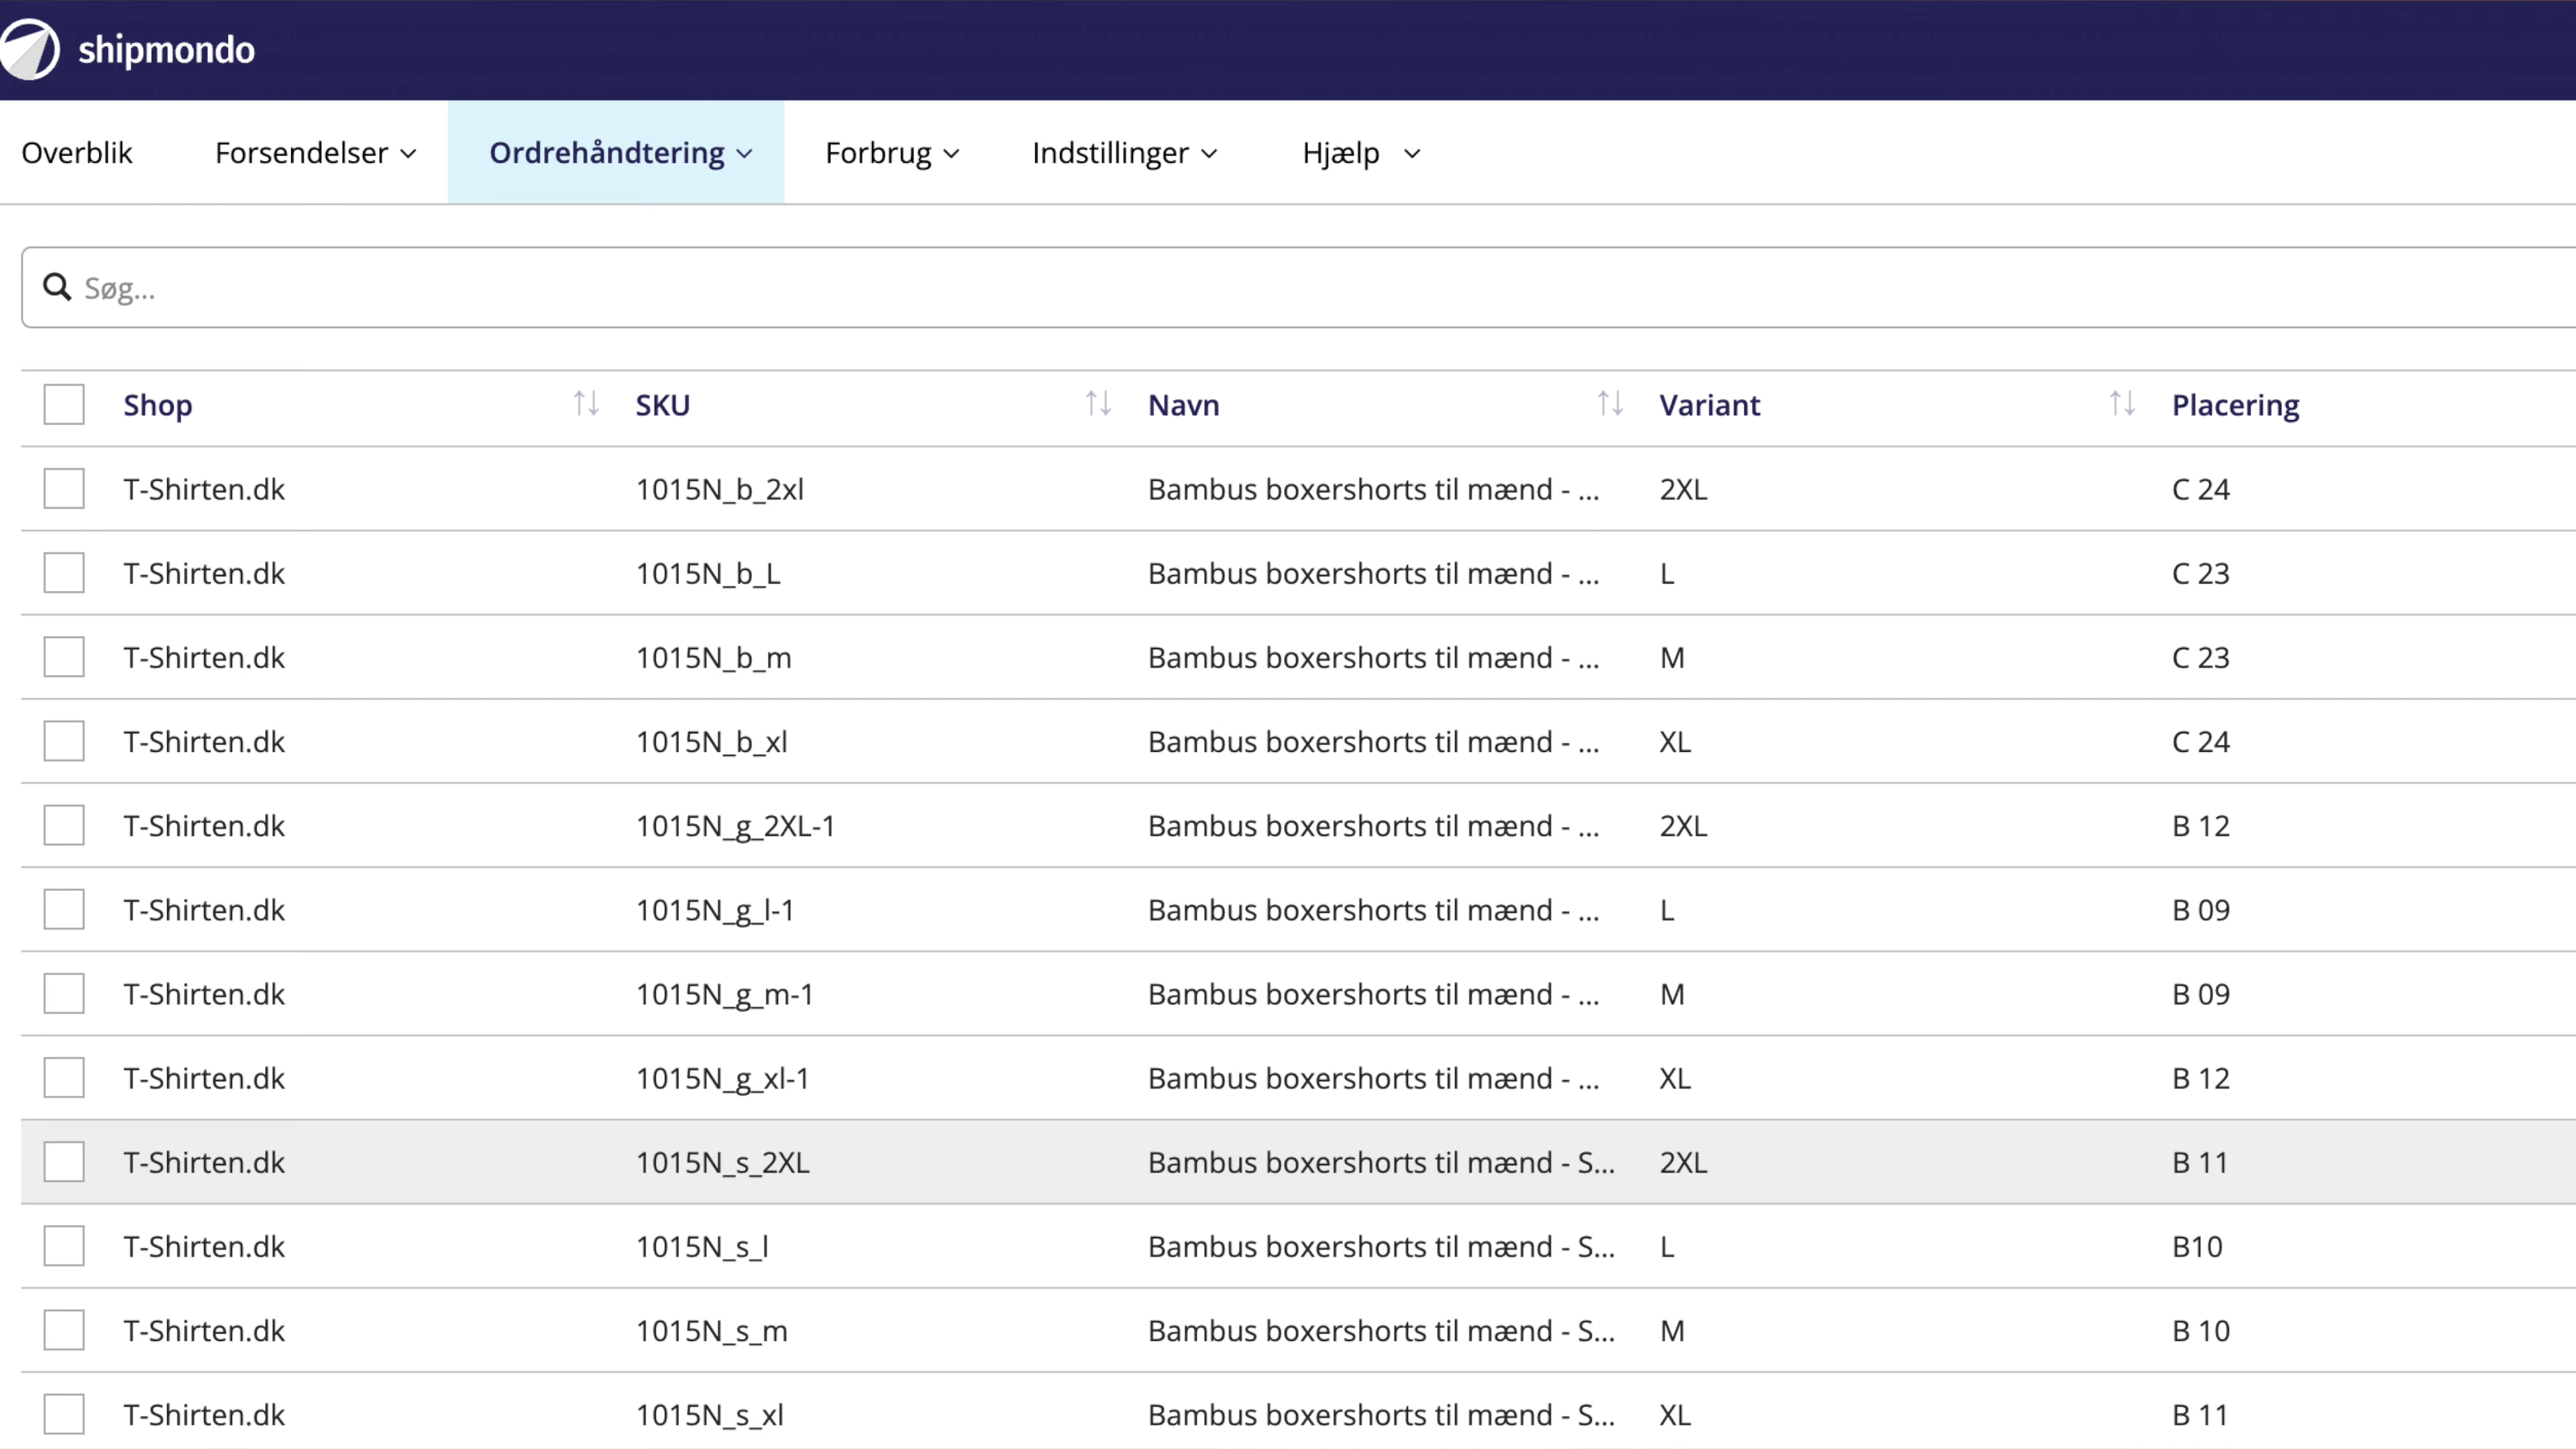 shipmondo
Overblik Forsendelser Ordrehåndtering Forbrug Indstillinger Hjælp
Søg...
Shop SKU Navn Variant Placering
T-Shirten.dk 1015N_b_2xl Bambus boxershorts til mænd - ... 2XL C 24
T-Shirten.dk 1015N_b_L Bambus boxershorts til mænd - ... L C 23
T-Shirten.dk 1015N_b_m Bambus boxershorts til mænd - ... M C 23
T-Shirten.dk 1015N_b_xl Bambus boxershorts til mænd - ... XL C 24
T-Shirten.dk 1015N_g_2XL-1 Bambus boxershorts til mænd - ... 2XL B 12
T-Shirten.dk 1015N_g_l-1 Bambus boxershorts til mænd - ... L B 09
T-Shirten.dk 1015N_g_m-1 Bambus boxershorts til mænd - ... M B 09
T-Shirten.dk 1015N_g_xl-1 Bambus boxershorts til mænd - ... XL B 12
T-Shirten.dk 1015N_s_2XL Bambus boxershorts til mænd - S... 2XL B 11
T-Shirten.dk 1015N_s_l Bambus boxershorts til mænd - S... L B10
T-Shirten.dk 1015N_s_m Bambus boxershorts til mænd - S... M B 10
T-Shirten.dk 1015N_s_xl Bambus boxershorts til mænd - S... XL B 11